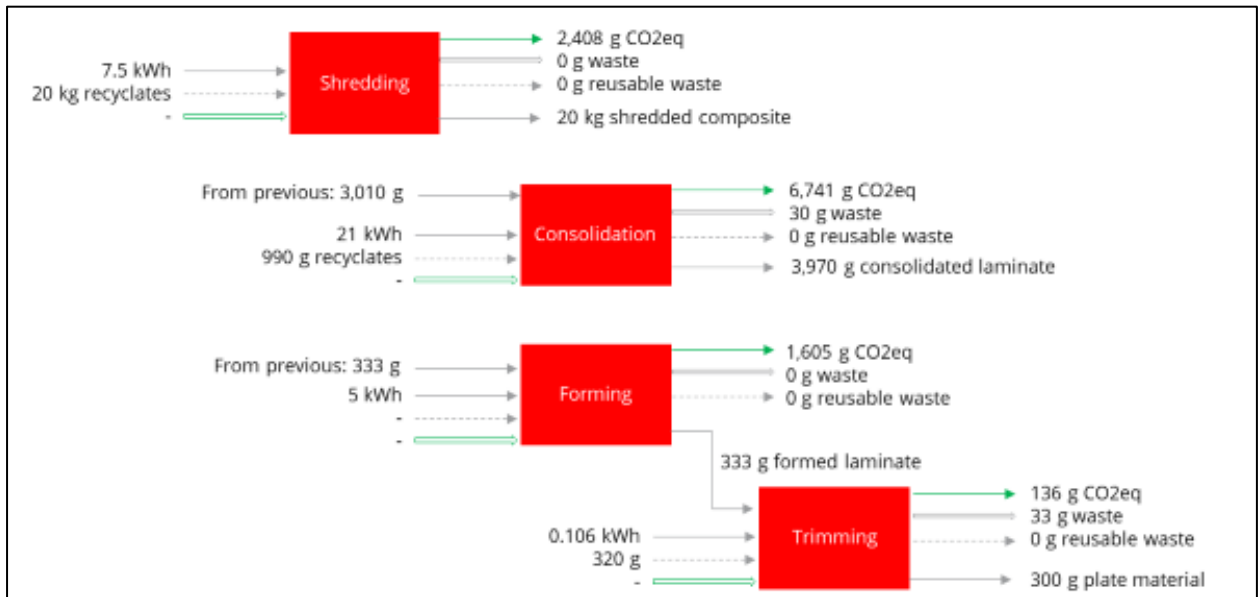 2,408 g CO2eq
7.5 kWh
0 g waste
Shredding
20 kg recyclates
0 g reusable waste
-
20 kg shredded composite
From previous: 3,010 g
6,741 g CO2eq
30 g waste
21 kWh
Consolidation
0 g reusable waste
990 g recyclates
3,970 g consolidated laminate
-
From previous: 333 g
1,605 g CO2eq
0 g waste
5 kWh
Forming
0 g reusable waste
-
-
333 g formed laminate
136 g CO2eq
33 g waste
0.106 kWh
Trimming
0 g reusable waste
320 g
-
300 g plate material